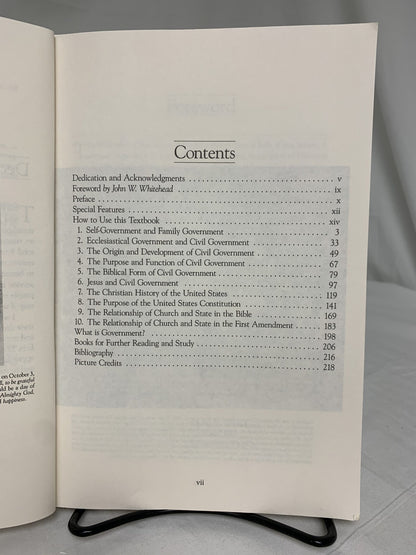 Contents
Dedication and Acknowledgments . . . . . . . . . . . . . . . . . . . . . . . . v
Foreword by John W. Whitehead . . . . . . . . . . . . . . . . . . . . . . . . ix
Preface . . . . . . . . . . . . . . . . . . . . . . . . x
Special Features . . . . . . . . . . . . . . . . . . . . . . . . xii
How to Use this Textbook . . . . . . . . . . . . . . . . . . . . . . . . xiv
1. Self-Government and Family Government . . . . . . . . . . . . 3
2. Ecclesiastical Government and Civil Government . . . . . . . . . . . . 33
3. The Origin and Development of Civil Government . . . . . . . . . . . . 49
4. The Purpose and Function of Civil Government . . . . . . . . . . . . 67
5. The Biblical Form of Civil Government . . . . . . . . . . . . 79
6. Jesus and Civil Government . . . . . . . . . . . . 97
7. The Christian History of the United States . . . . . . . . . . . . 119
8. The Purpose of the United States Constitution . . . . . . . . . . . . 141
9. The Relationship of Church and State in the Bible . . . . . . . . . . . . 169
10. The Relationship of Church and State in the First Amendment . . . . 183
What is Government? . . . . . . . . . . . . . . . . . . . . . . . . 198
Books for Further Reading and Study . . . . . . . . . . . . . . . . . . 206
Bibliography . . . . . . . . . . . . . . . . . . . . . . . . 216
Picture Credits . . . . . . . . . . . . . . . . . . . . . . . . 218
vii
on October 3,
to be grateful
uld be a day of
Almighty God,
happiness.